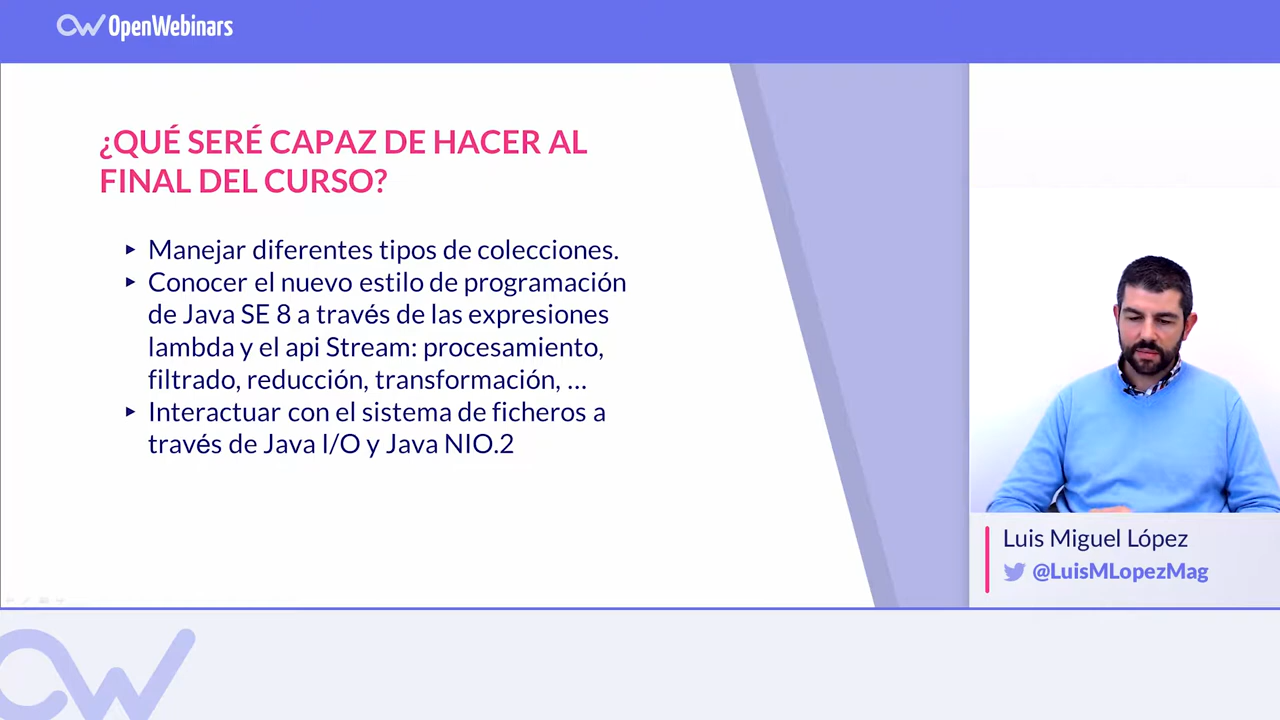 OpenWebinars
¿QUÉ SERÉ CAPAZ DE HACER AL
FINAL DEL CURSO?
Manejar diferentes tipos de colecciones.
Conocer el nuevo estilo de programación
de Java SE 8 a través de las expresiones
lambda y el api Stream: procesamiento,
filtrado, reducción, transformación, ...
Interactuar con el sistema de ficheros a
través de Java I/O y Java NIO.2
Luis Miguel López
@LuisMLopezMag